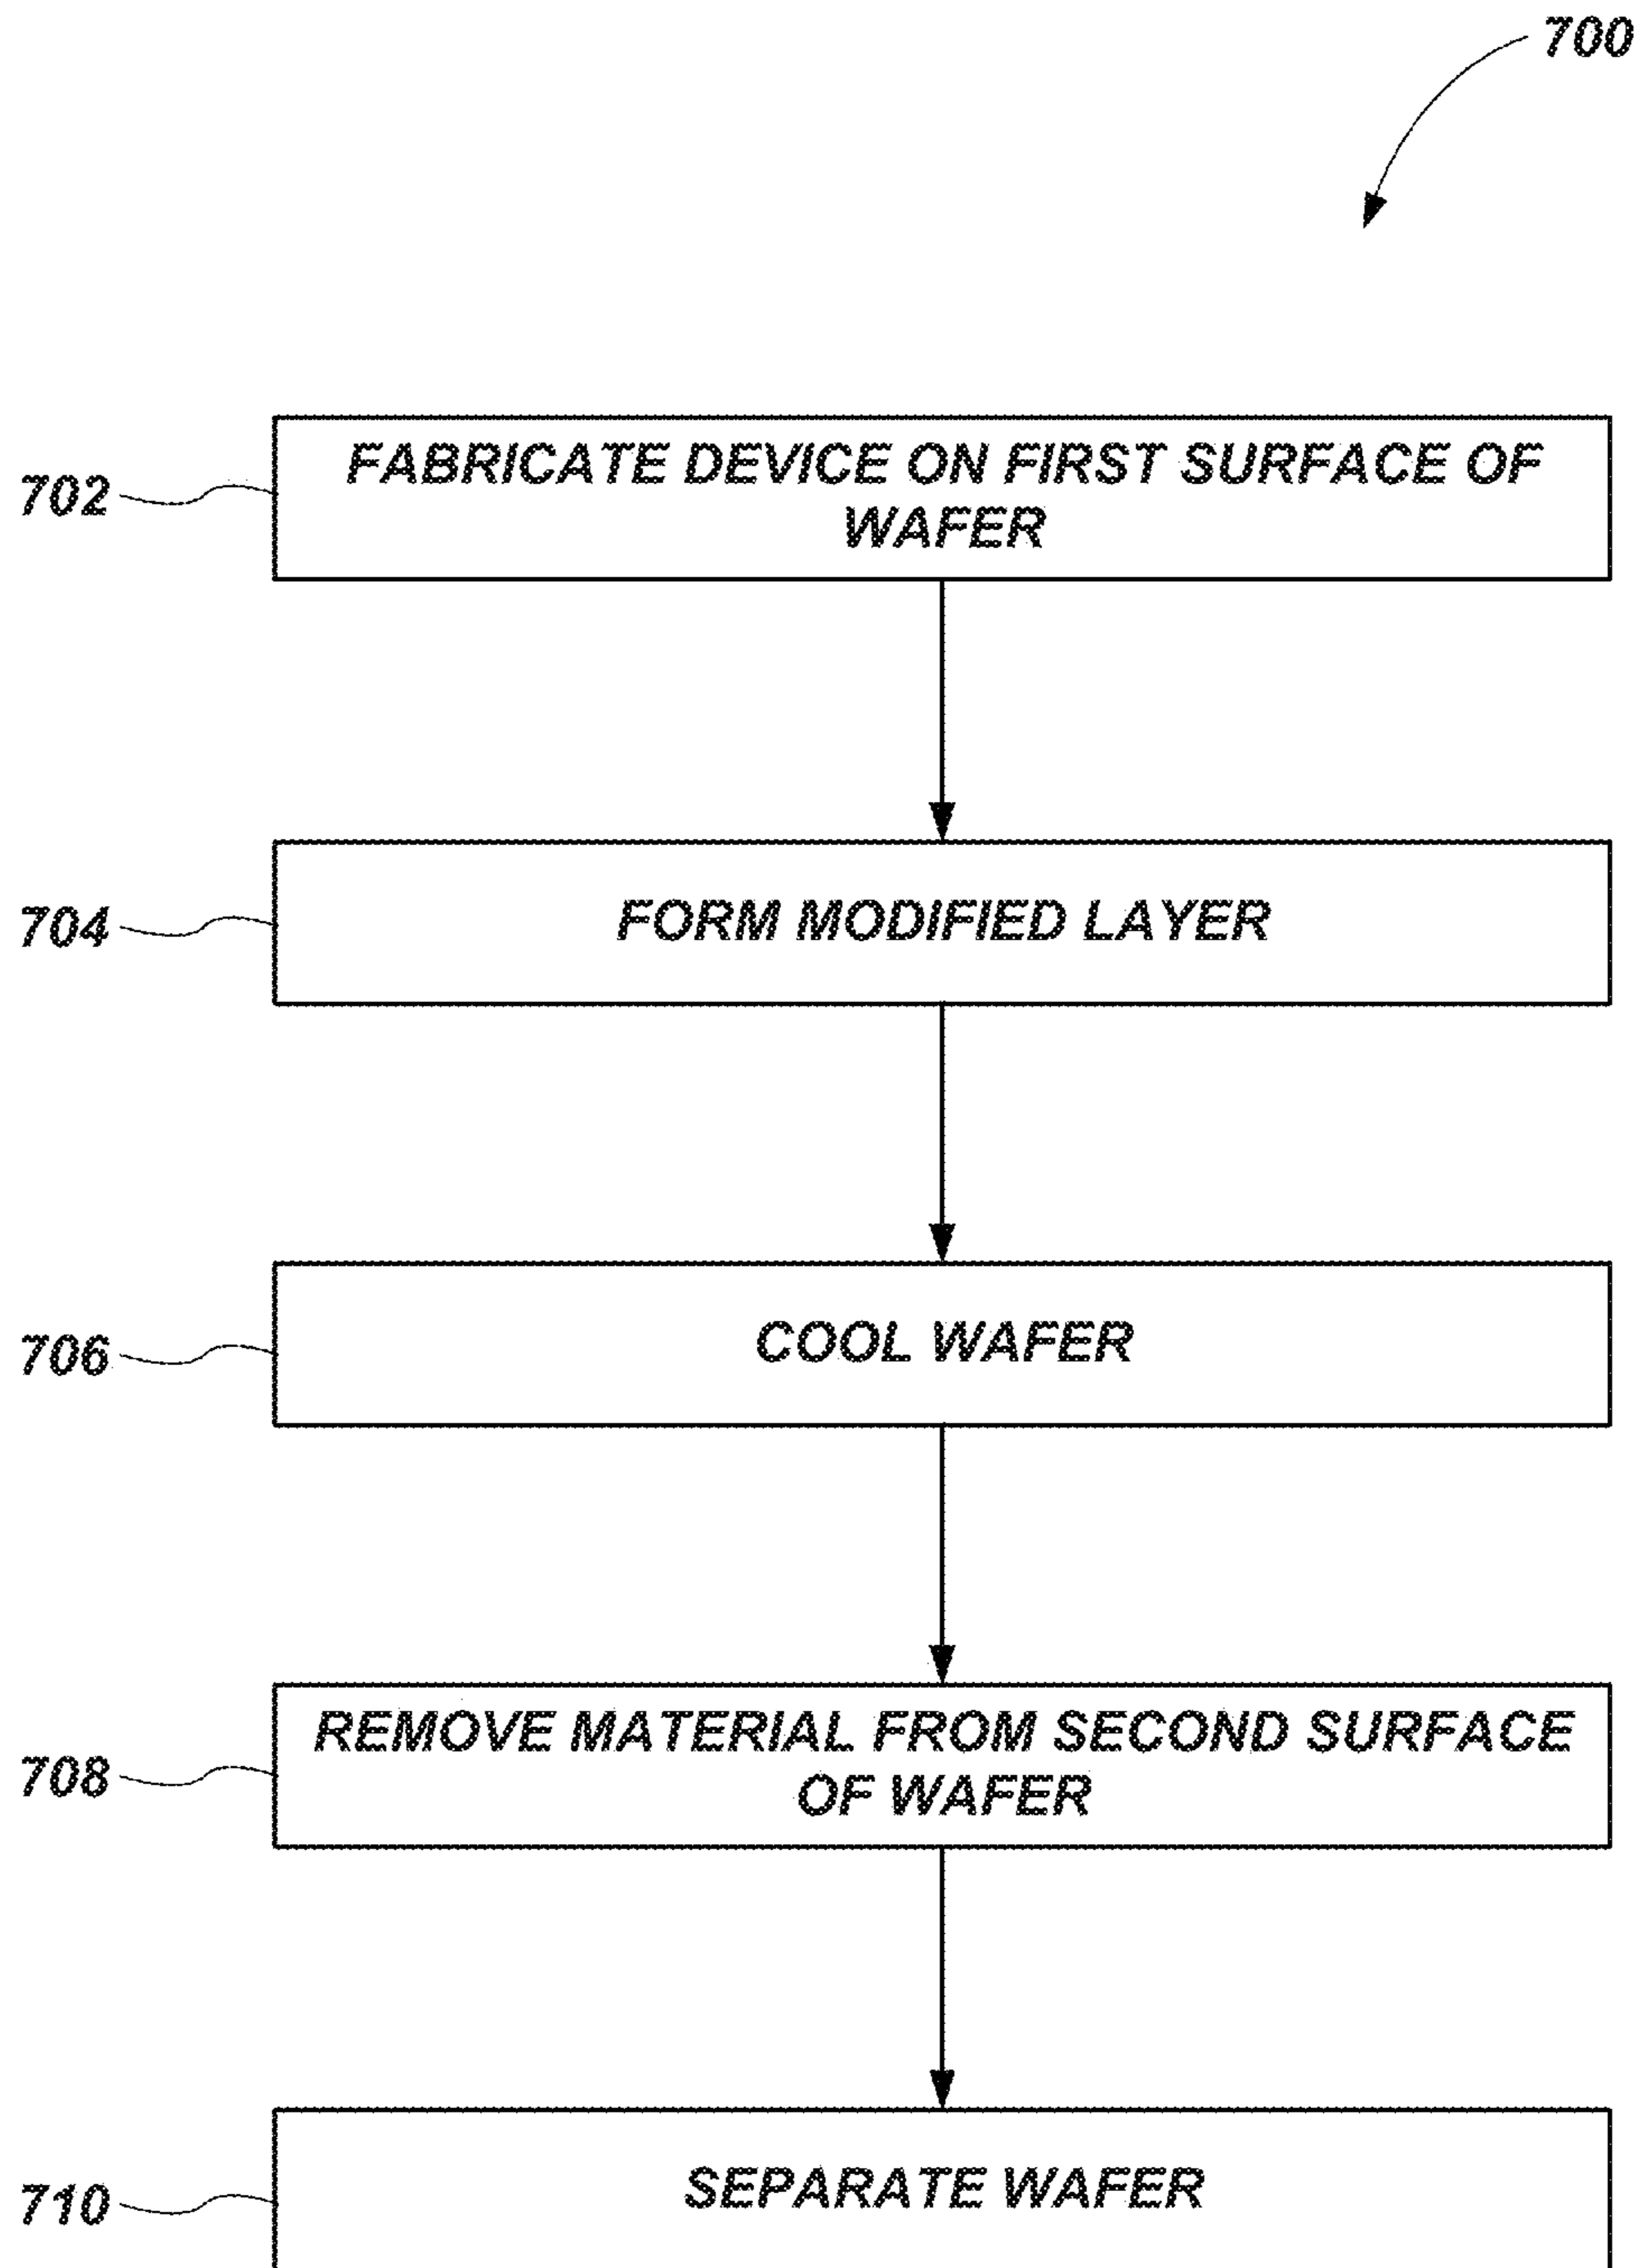 700
702
FABRICATE DEVICE ON FIRST SURFACE OF
WAFER
704
FORM MODIFIED LAYER
706
COOL WAFER
708
REMOVE MATERIAL FROM SECOND SURFACE
OF WAFER
710
SEPARATE WAFER